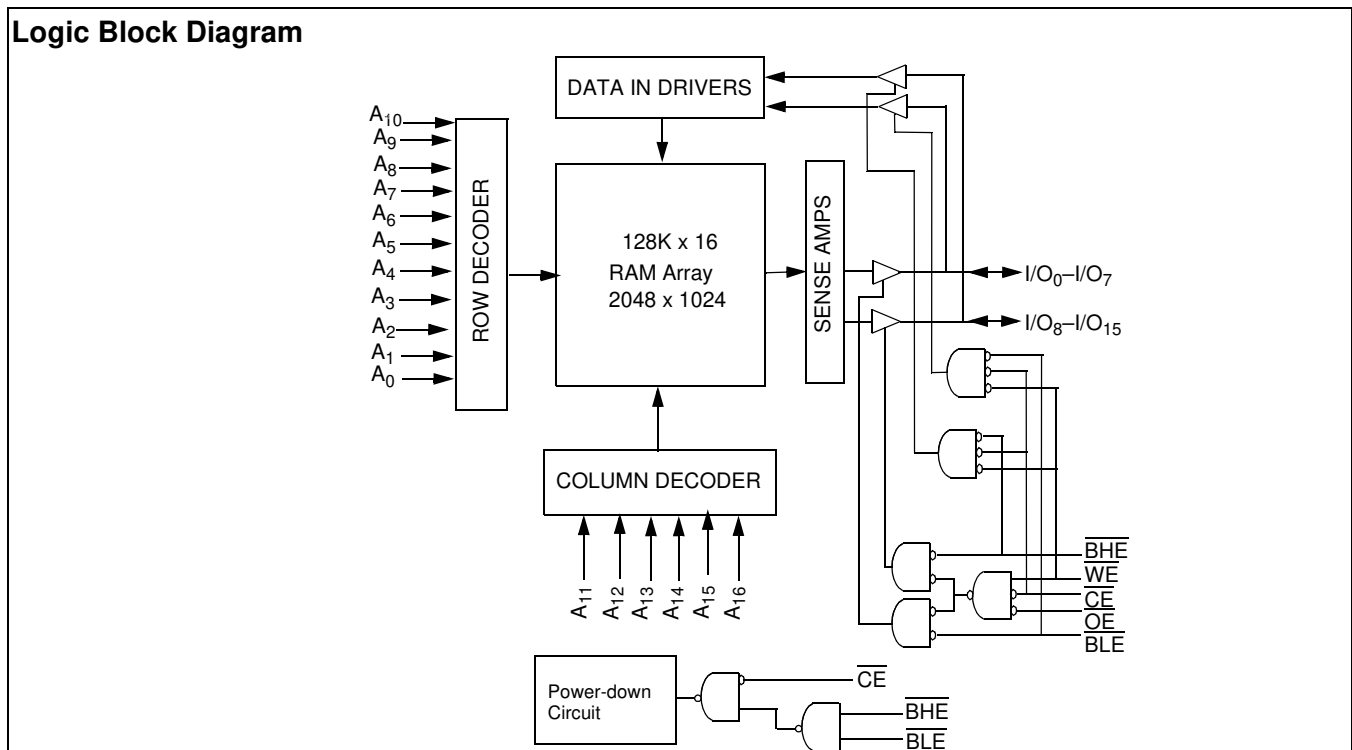 Logic Block Diagram
DATA IN DRIVERS
A10
A9
A8
A7
A6
A5
A4
A3
A2
A1
A0
ROW DECODER
128K x 16
RAM Array
2048 x 1024
SENSE AMPS
I/O0–I/O7
I/O8–I/O15
COLUMN DECODER
A11
A12
A13
A14
A15
A16
BHE
WE
CE
OE
BLE
Power-down
Circuit
CE
BHE
BLE